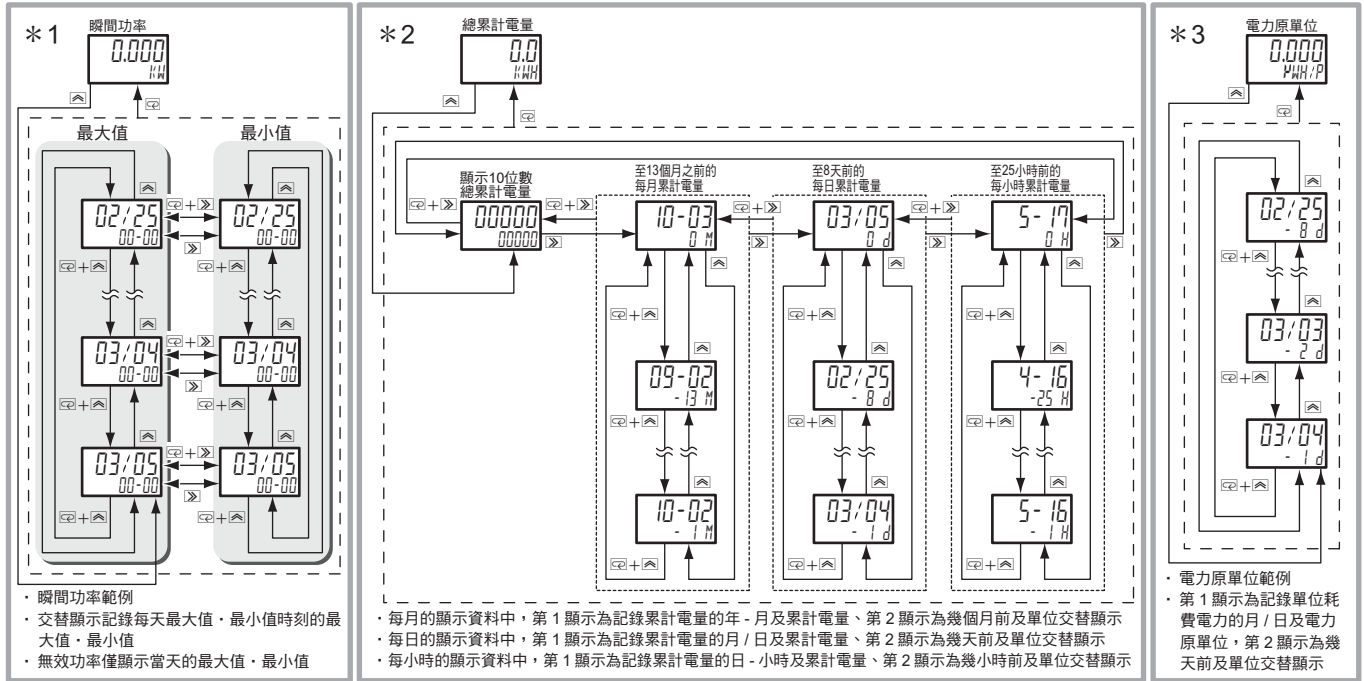 ＊1
瞬間功率
0.000
KW
最大值
最小值
02/25
00-00
02/25
00-00
＋
＋
＋
03/04
00-00
03/04
00-00
＋
＋
＋
03/05
00-00
03/05
00-00
＋
＋
＋
・瞬間功率範例
・交替顯示記錄每天最大值・最小值時刻的最
大值・最小值
・無效功率僅顯示當天的最大值・最小值
＊2
總累計電量
0.0
KWH
顯示10位數
總累計電量
00000
00000
＋
＋
至13個月之前的
每月累計電量
10-03
0 M
＋
＋
09-02
-13 M
＋
10-02
- 1 M
＋
至8天前的
每日累計電量
03/05
0 d
＋
＋
02/25
- 8 d
＋
03/04
- 1 d
＋
至25小時前的
每小時累計電量
5-17
0 H
＋
4-16
-25 H
＋
5-16
- 1 H
＋
・每月的顯示資料中，第 1 顯示為記錄累計電量的年 - 月及累計電量、第 2 顯示為幾個月前及單位交替顯示
・每日的顯示資料中，第 1 顯示為記錄累計電量的月 / 日及累計電量、第 2 顯示為幾天前及單位交替顯示
・每小時的顯示資料中，第 1 顯示為記錄累計電量的日 - 小時及累計電量、第 2 顯示為幾小時前及單位交替顯示
＊3
電力原單位
0.000
02/25
- 8 d
＋
03/03
- 2 d
＋
03/04
- 1 d
＋
・電力原單位範例
・第 1 顯示為記錄單位耗
費電力的月 / 日及電力
原單位，第 2 顯示為幾
天前及單位交替顯示